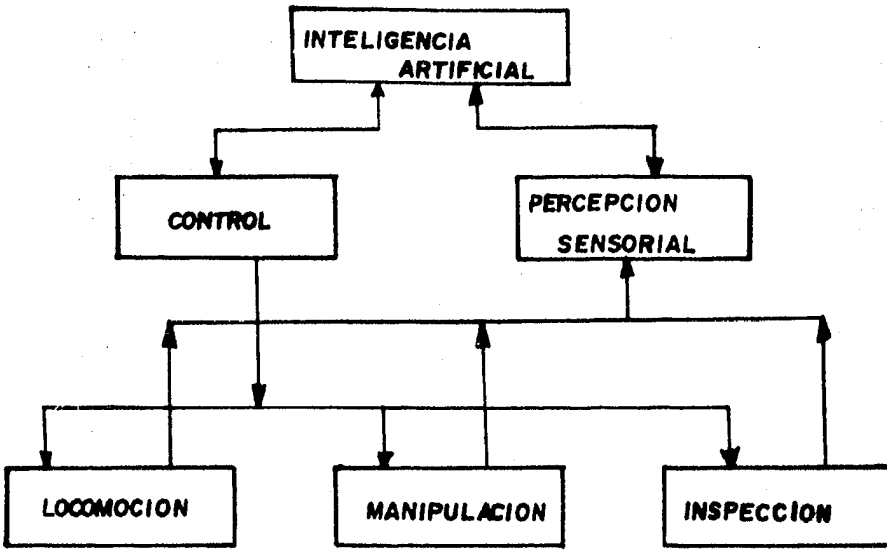 INTELIGENCIA
ARTIFICIAL
CONTROL
PERCEPCION
SENSORIAL
LOCOMOCION
MANIPULACION
INSPECCION